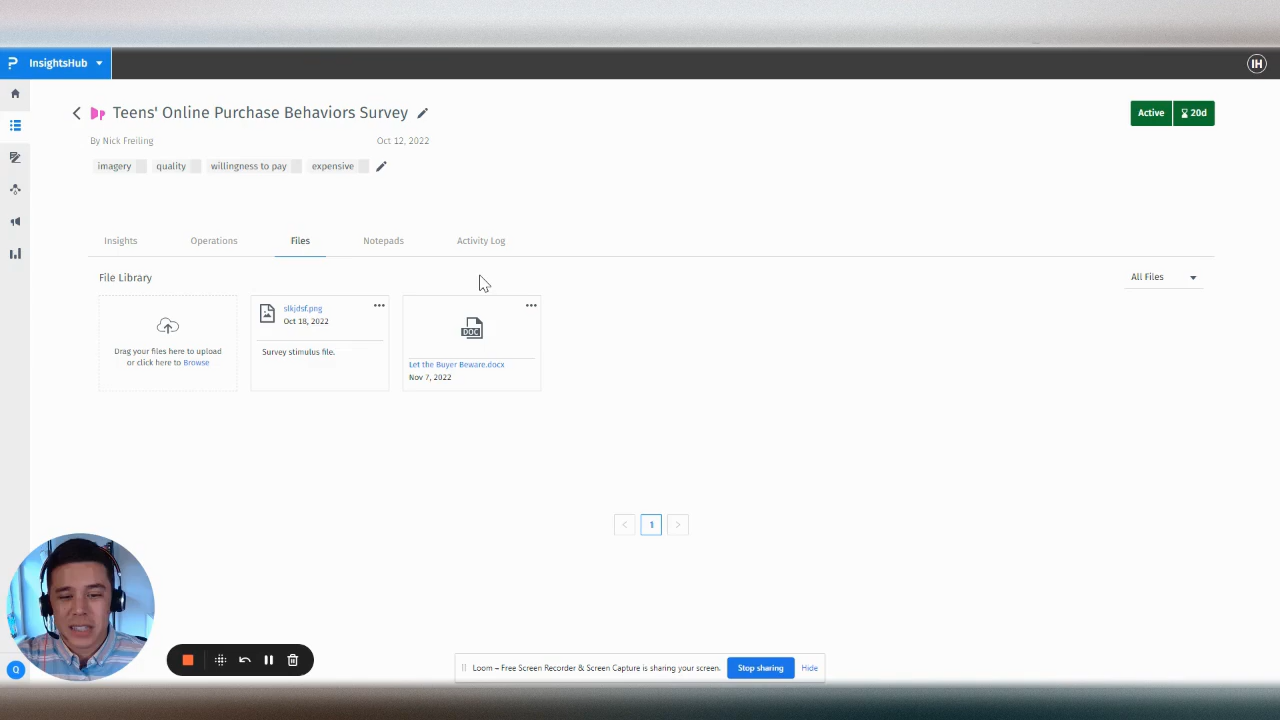 InsightsHub
IH
Teens' Online Purchase Behaviors Survey
Active 20d
By Nick Freiling Oct 12, 2022
imagery quality willingness to pay expensive
Insights Operations Files Notepads Activity Log
File Library
All Files
Drag your files here to upload
or click here to Browse
slkjdsf.png
Oct 18, 2022
Survey stimulus file.
DOC
Let the Buyer Beware.docx
Nov 7, 2022
< 1 >
Q
Loom – Free Screen Recorder & Screen Capture is sharing your screen. Stop sharing Hide